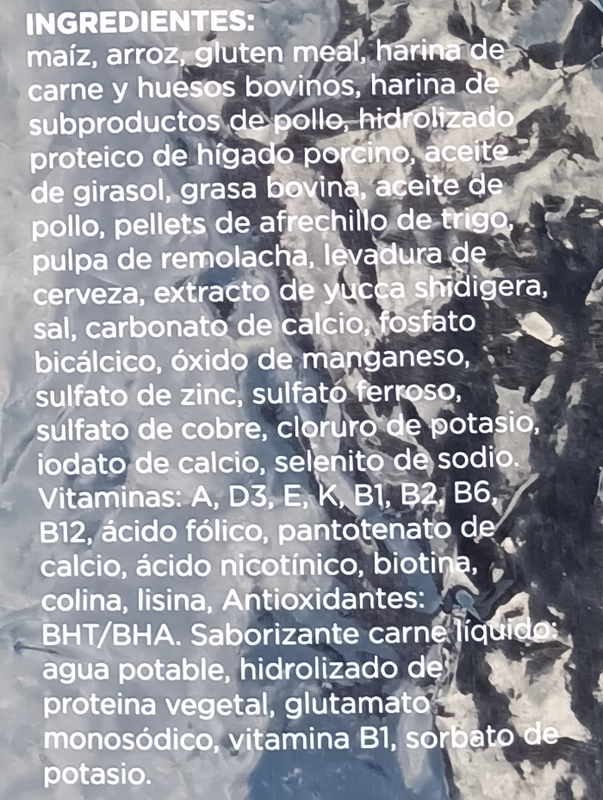 INGREDIENTES:
maíz, arroz, gluten meal, harina de
carne y huesos bovinos, harina de
subproductos de pollo, hidrolizado
proteico de hígado porcino, aceite
de girasol, grasa bovina, aceite de
pollo, pellets de afrechillo de trigo,
pulpa de remolacha, levadura de
cerveza, extracto de yucca shidigera,
sal, carbonato de calcio, fosfato
bicálcico, óxido de manganeso,
sulfato de zinc, sulfato ferroso,
sulfato de cobre, cloruro de potasio,
iodato de calcio, selenito de sodio.
Vitaminas: A, D3, E, K, B1, B2, B6,
B12, ácido fólico, pantotenato de
calcio, ácido nicotínico, biotina,
colina, lisina, Antioxidantes:
BHT/BHA. Saborizante carne líquido:
agua potable, hidrolizado de
proteina vegetal, glutamato
monosódico, vitamina B1, sorbato de
potasio.